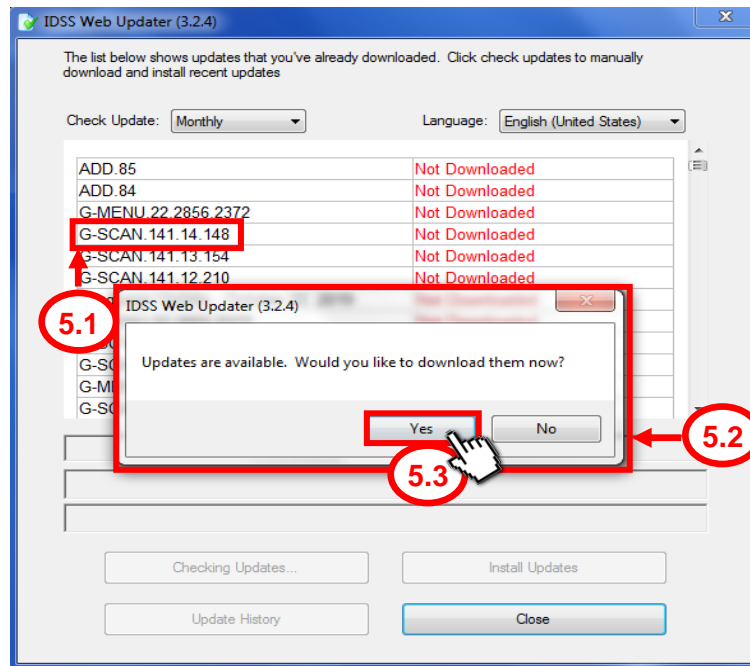 IDSS Web Updater (3.2.4)
The list below shows updates that you've already downloaded. Click check updates to manually
download and install recent updates
Check Update: Monthly Language: English (United States)
ADD.85 Not Downloaded
ADD.84 Not Downloaded
G-MENU.22.2856.2372 Not Downloaded
G-SCAN.141.14.148 Not Downloaded
G-SCAN.141.13.154 Not Downloaded
G-SCAN.141.12.210 Not Downloaded
5.1
IDSS Web Updater (3.2.4)
Updates are available. Would you like to download them now?
Yes No
5.2
5.3
Checking Updates... Install Updates
Update History Close